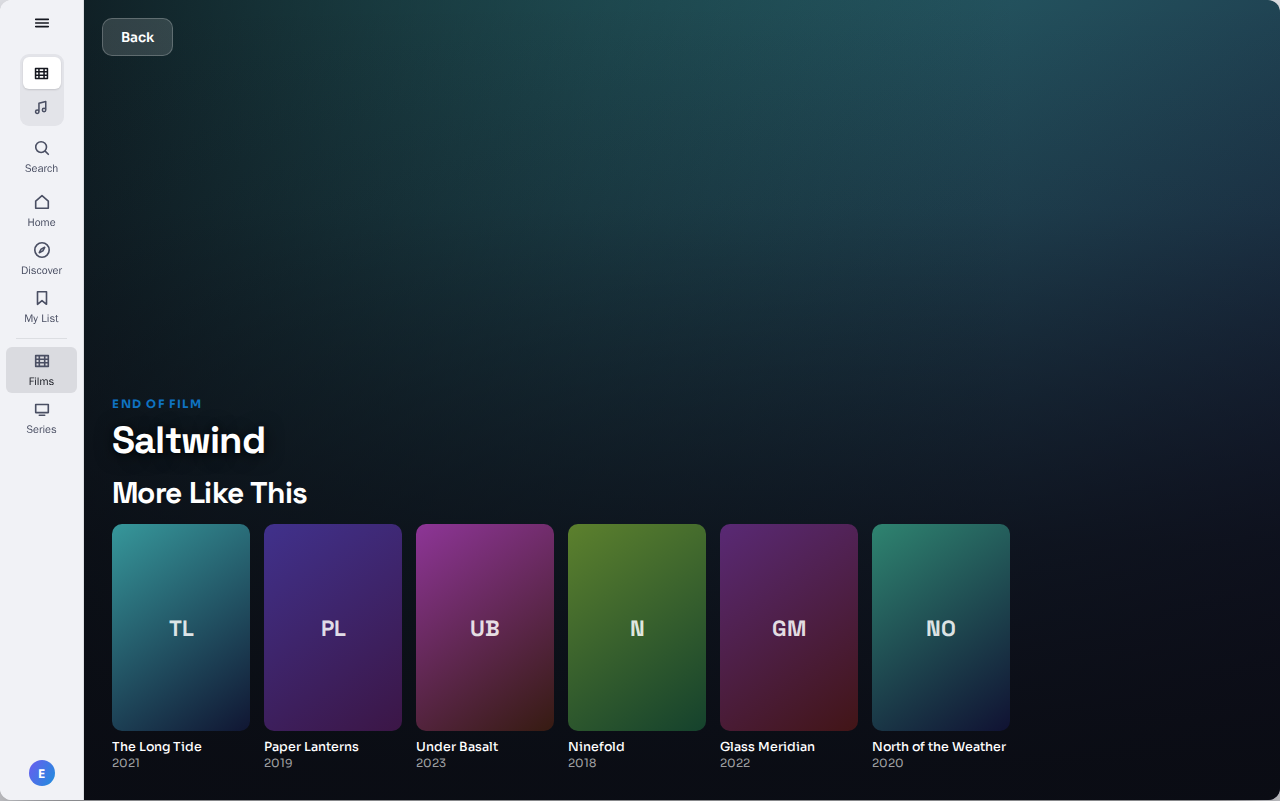 Back
Search
Home
Discover
My List
Films
Series
E
END OF FILM
Saltwind
More Like This
TL
PL
UB
N
GM
NO
The Long Tide
2021
Paper Lanterns
2019
Under Basalt
2023
Ninefold
2018
Glass Meridian
2022
North of the Weather
2020